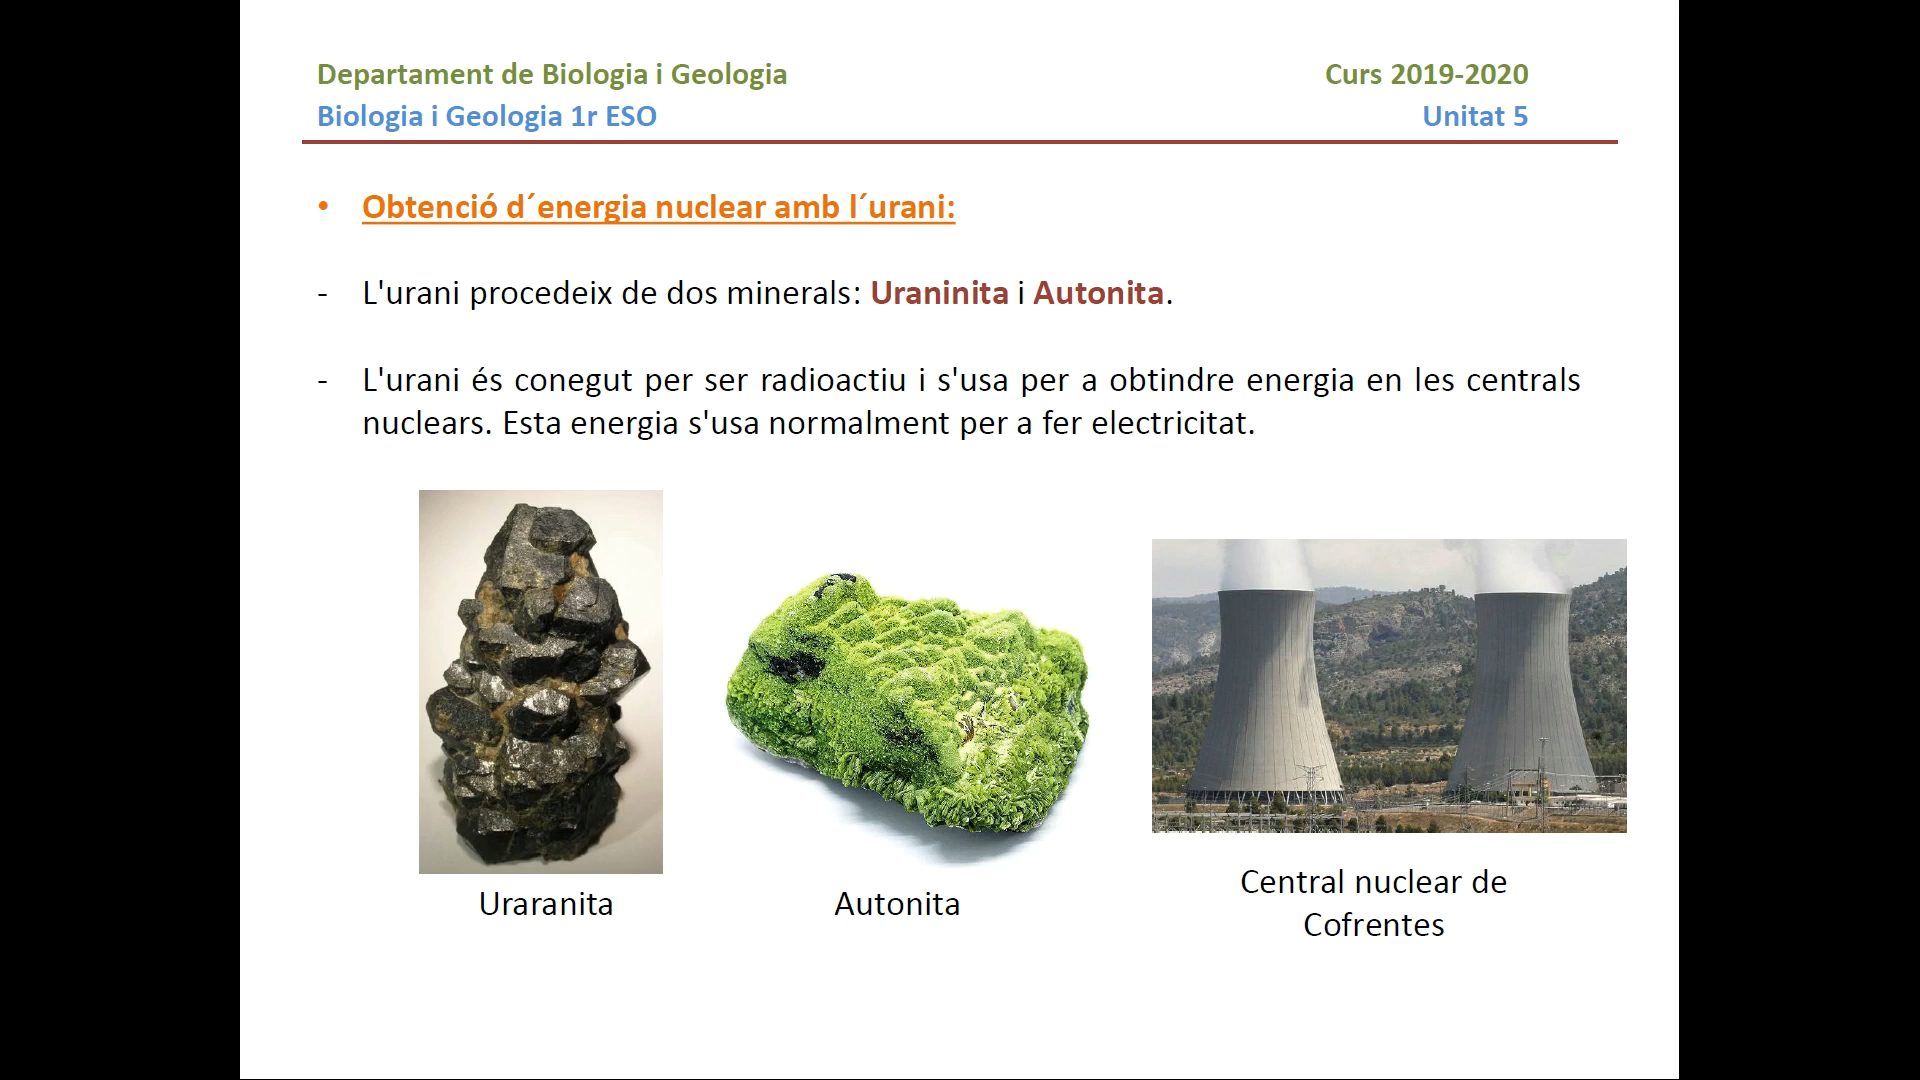 Departament de Biologia i Geologia
Curs 2019-2020
Biologia i Geologia 1r ESO
Unitat 5
• Obtenció d´energia nuclear amb l´urani:
- L'urani procedeix de dos minerals: Uraninita i Autonita.
- L'urani és conegut per ser radioactiu i s'usa per a obtindre energia en les centrals
nuclears. Esta energia s'usa normalment per a fer electricitat.
Uraranita
Autonita
Central nuclear de
Cofrentes